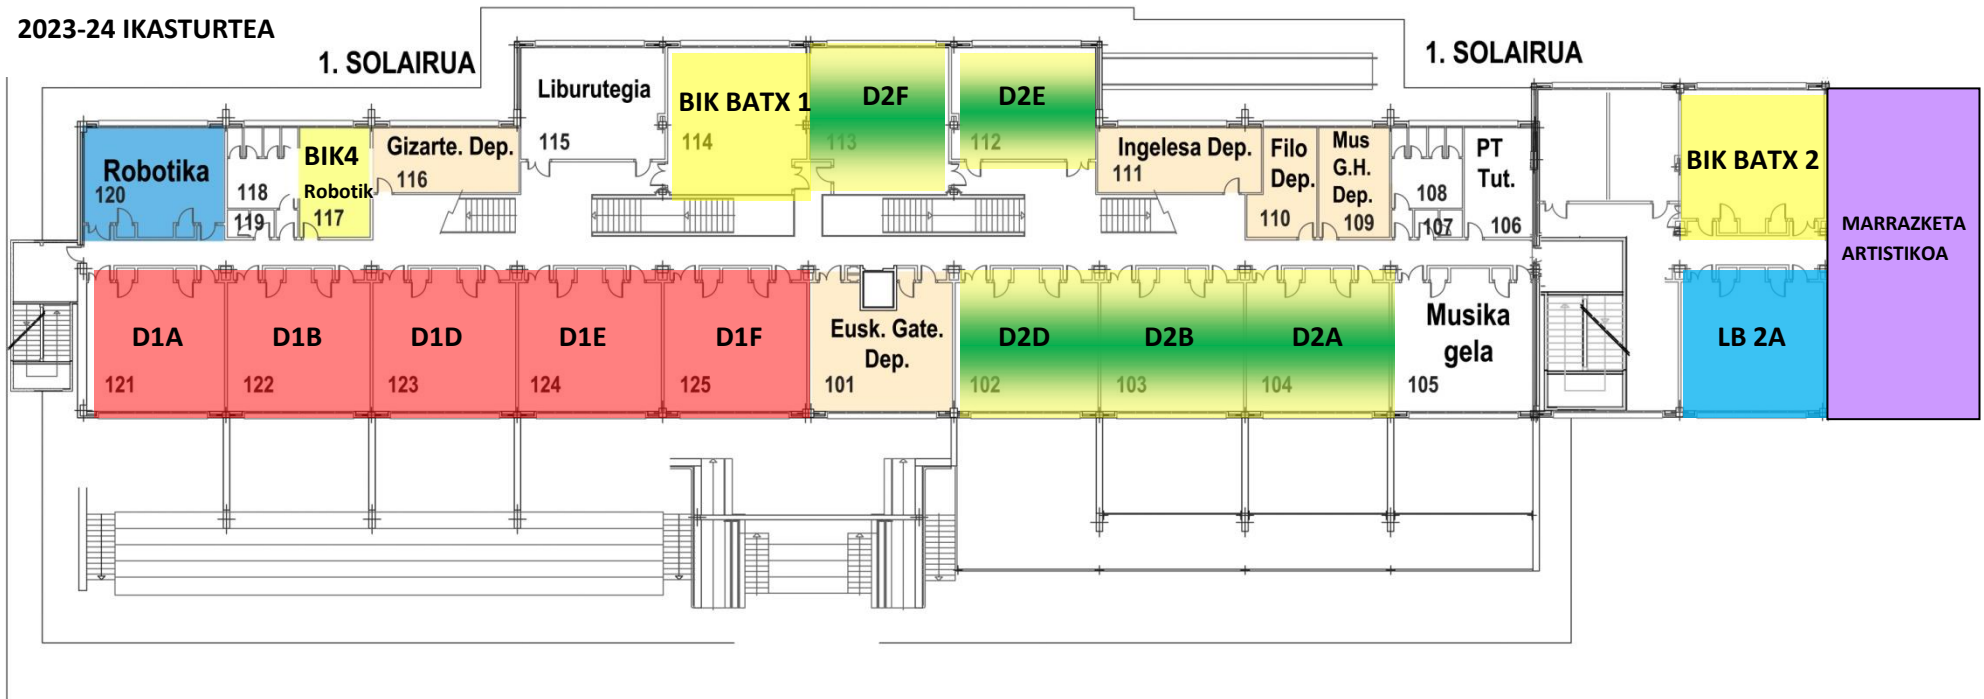 2023-24 IKASTURTEA
1. SOLAIRUA
1. SOLAIRUA
Robotika
120
118
119
BIK4
Robotik
117
Gizarte. Dep.
116
Liburutegia
115
BIK BATX 1
114
D2F
113
D2E
112
Ingelesa Dep.
111
Filo
Dep.
110
Mus
G.H.
Dep.
109
108
107
PT
Tut.
106
BIK BATX 2
MARRAZKETA
ARTISTIKOA
D1A
121
D1B
122
D1D
123
D1E
124
D1F
125
Eusk. Gate.
Dep.
101
D2D
102
D2B
103
D2A
104
Musika
gela
105
LB 2A